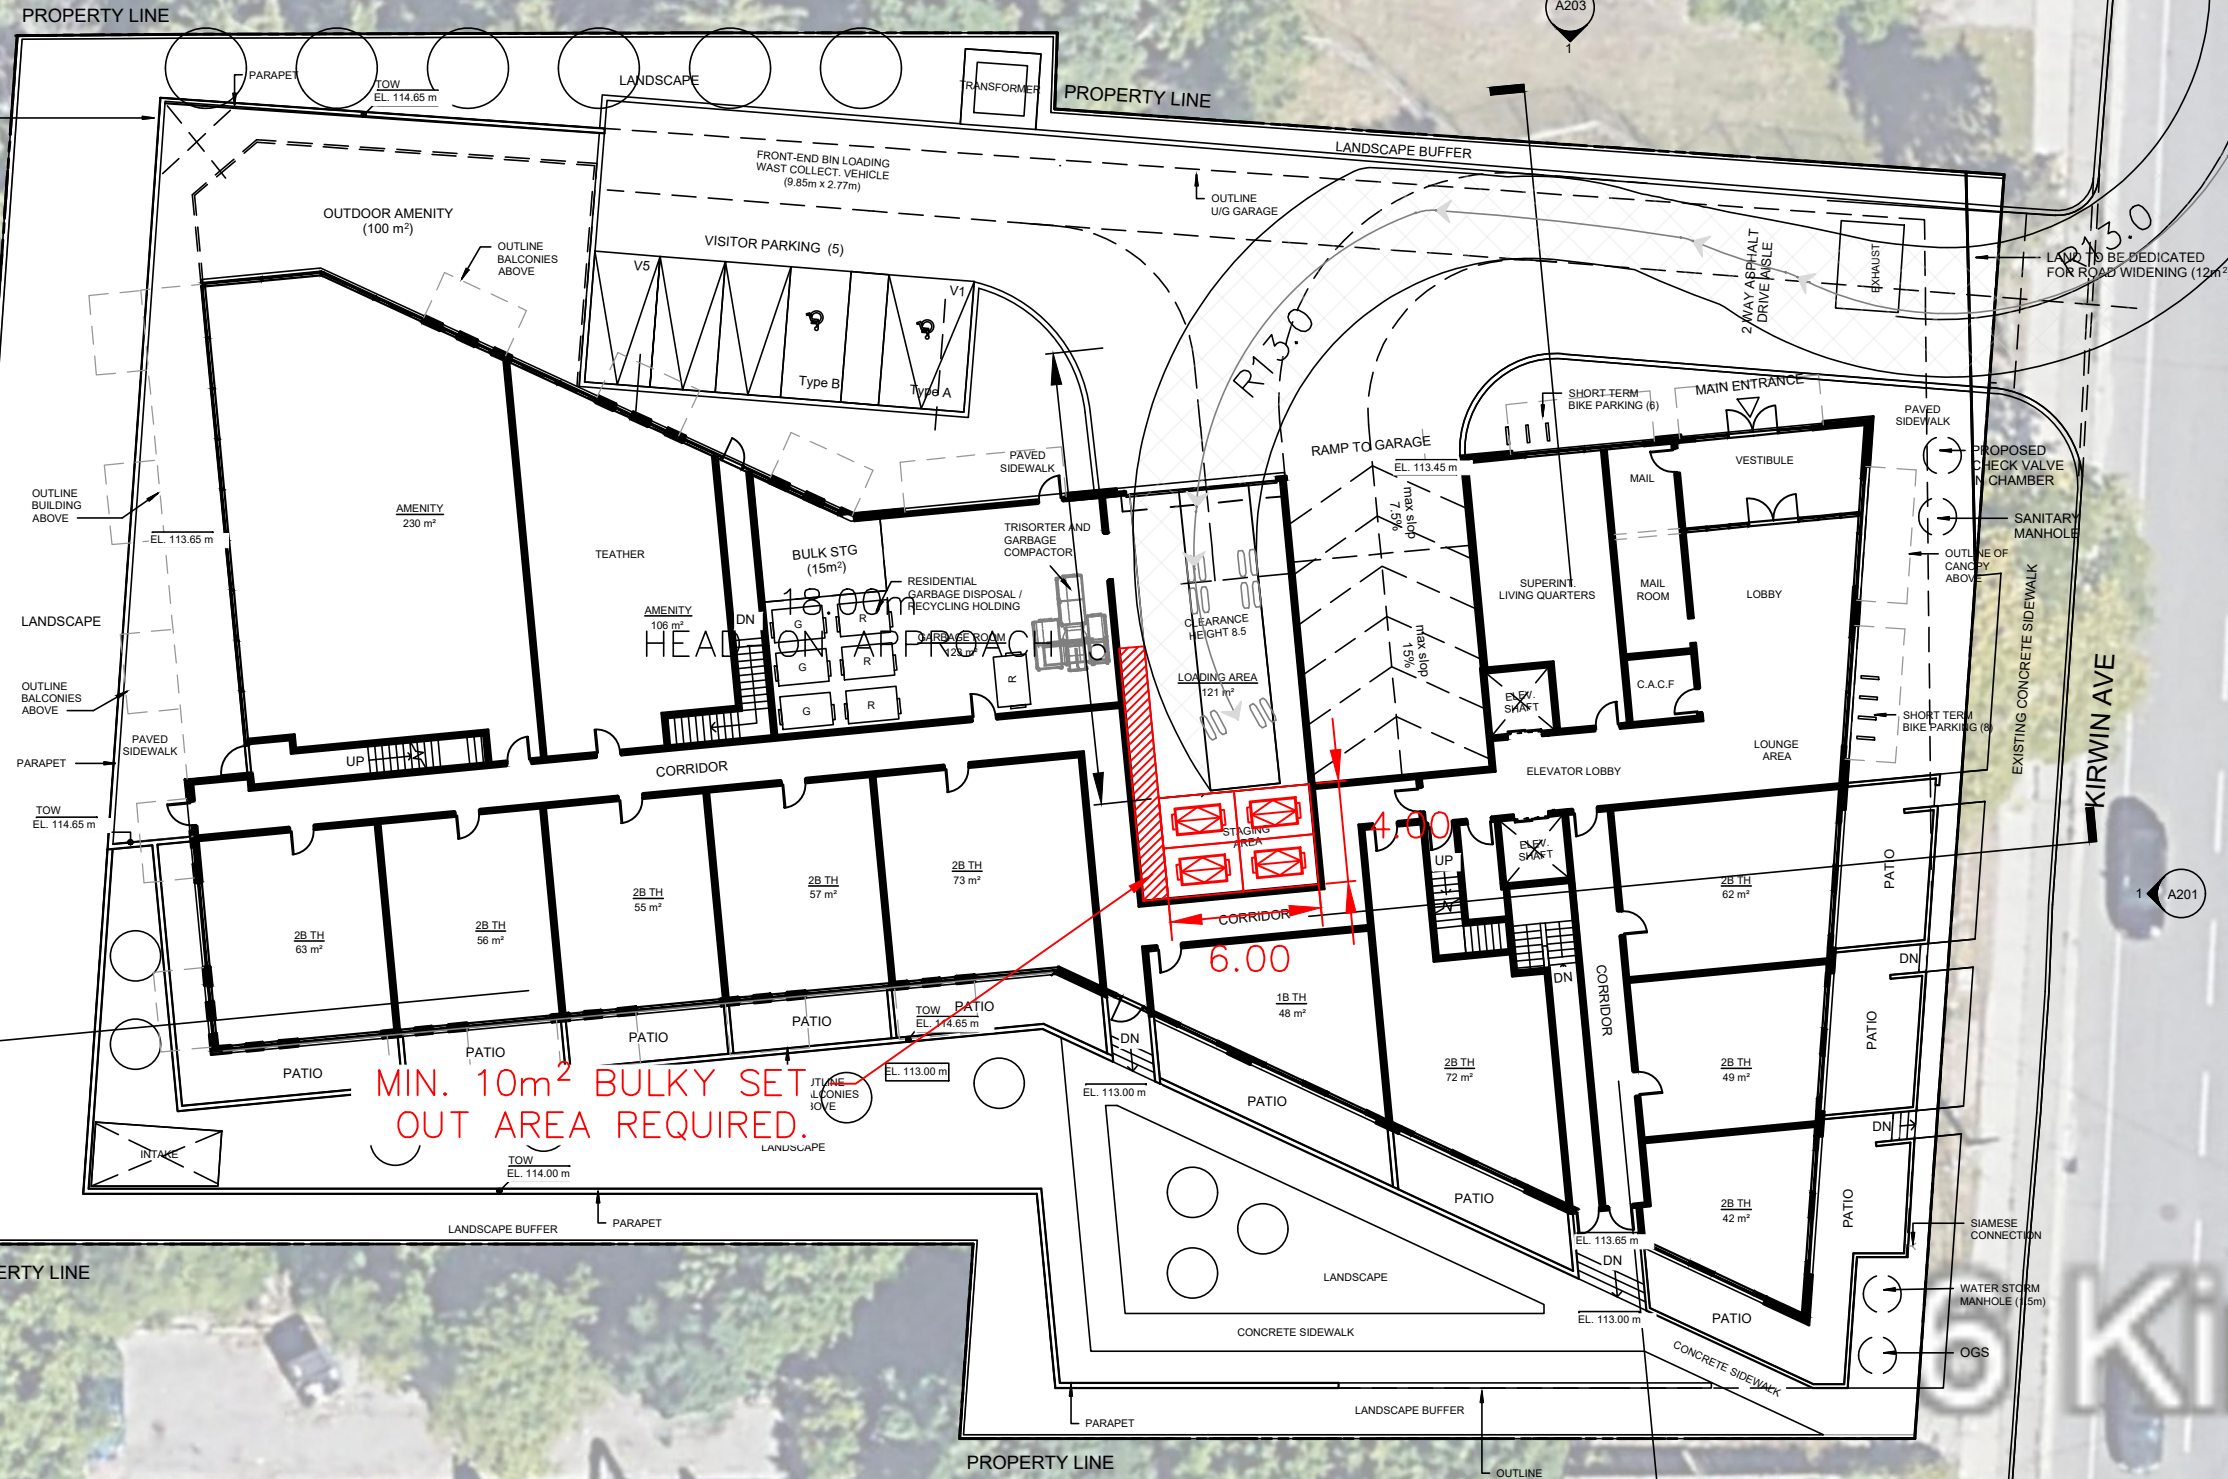 PROPERTY LINE
A203
1
PARAPET
TOW
EL. 114.65 m
LANDSCAPE
TRANSFORMER
PROPERTY LINE
LANDSCAPE BUFFER
FRONT-END BIN LOADING
WAST COLLECT. VEHICLE
(9.85m x 2.77m)
OUTLINE
U/G GARAGE
OUTDOOR AMENITY
(100 m²)
OUTLINE
BALCONIES
ABOVE
VISITOR PARKING (5)
V5
V1
Type B
Type A
R13.0
R13.0
2 WAY ASPHALT
DRIVE AISLE
EXHAUST
LAND TO BE DEDICATED
FOR ROAD WIDENING (12m²
SHORT TERM
BIKE PARKING (6)
MAIN ENTRANCE
PAVED
SIDEWALK
PROPOSED
CHECK VALVE
IN CHAMBER
SANITARY
MANHOLE
OUTLINE OF
CANOPY
ABOVE
RAMP TO GARAGE
EL. 113.45 m
max slop
7.5%
max slop
15%
MAIL
VESTIBULE
PAVED
SIDEWALK
OUTLINE
BUILDING
ABOVE
EL. 113.65 m
AMENITY
230 m²
TEATHER
AMENITY
106 m²
BULK STG
(15m²)
TRISORTER AND
GARBAGE
COMPACTOR
RESIDENTIAL
GARBAGE DISPOSAL /
RECYCLING HOLDING
18.00m
HEAD ON APPROACH
GARBAGE ROOM
123 m²
DN
G
R
G
R
G
R
R
CLEARANCE
HEIGHT 8.5
LOADING AREA
121 m²
SUPERINT.
LIVING QUARTERS
MAIL
ROOM
LOBBY
C.A.C.F
ELEV.
SHAFT
LANDSCAPE
OUTLINE
BALCONIES
ABOVE
PAVED
SIDEWALK
PARAPET
TOW
EL. 114.65 m
UP
CORRIDOR
ELEVATOR LOBBY
LOUNGE
AREA
SHORT TERM
BIKE PARKING (8)
EXISTING CONCRETE SIDEWALK
KIRWIN AVE
STAGING
AREA
4.00
6.00
CORRIDOR
UP
ELEV.
SHAFT
DN
CORRIDOR
2B TH
63 m²
2B TH
56 m²
2B TH
55 m²
2B TH
57 m²
2B TH
73 m²
1B TH
48 m²
2B TH
72 m²
2B TH
62 m²
2B TH
49 m²
2B TH
42 m²
PATIO
DN
PATIO
DN
PATIO
1
A201
PATIO
PATIO
PATIO
PATIO
PATIO
TOW
EL. 114.65 m
EL. 113.00 m
DN
EL. 113.00 m
PATIO
PATIO
MIN. 10m² BULKY SET
OUT AREA REQUIRED.
LANDSCAPE
INTAKE
TOW
EL. 114.00 m
LANDSCAPE BUFFER
PARAPET
PROPERTY LINE
EL. 113.65 m
DN
EL. 113.00 m
PATIO
LANDSCAPE
CONCRETE SIDEWALK
CONCRETE SIDEWALK
SIAMESE
CONNECTION
WATER STORM
MANHOLE (1.5m)
OGS
PARAPET
LANDSCAPE BUFFER
PROPERTY LINE
OUTLINE